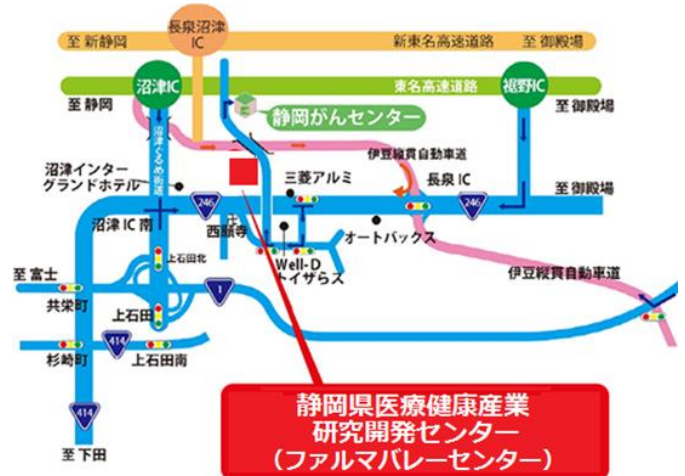 長泉沼津
IC
至 新静岡
新東名高速道路
至 御殿場
沼津IC
東名高速道路
裾野IC
至 静岡
至 御殿場
静岡がんセンター
沼津ぐるめ街道
伊豆縦貫自動車道
沼津インター
グランドホテル
三菱アルミ
長泉 IC
至 御殿場
246
246
沼津 IC 南
西願寺
オートバックス
上石田北
Well-D
トイザらス
至 富士
伊豆縦貫自動車道
共栄町
上石田
1
杉崎町
414
上石田南
414
至 下田
静岡県医療健康産業
研究開発センター
（ファルマバレーセンター）